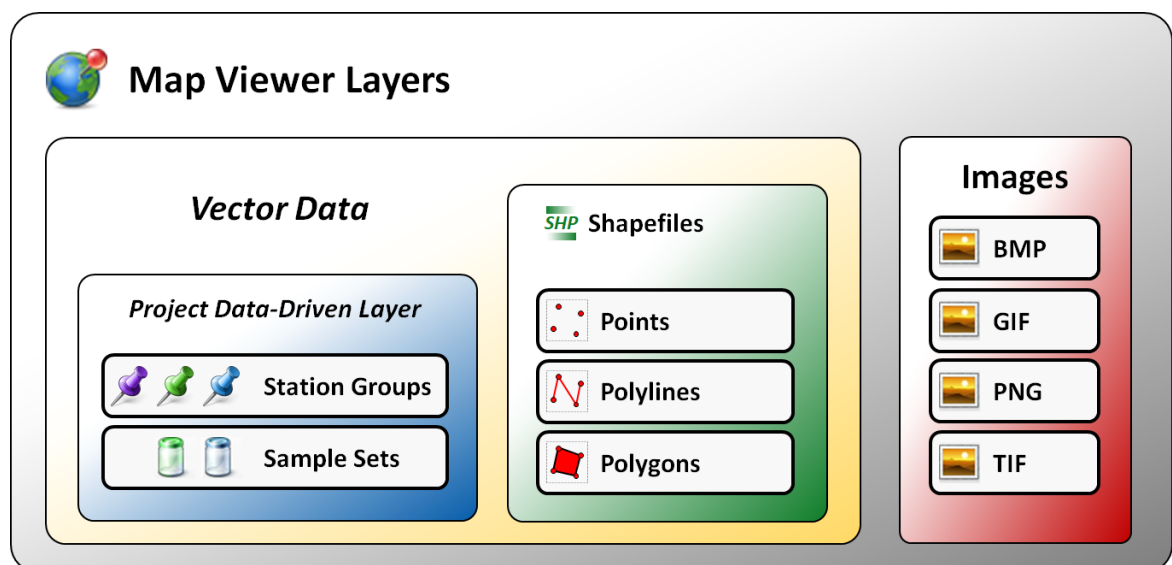 Map Viewer Layers
Vector Data
Project Data-Driven Layer
Station Groups
Sample Sets
SHP Shapefiles
Points
Polylines
Polygons
Images
BMP
GIF
PNG
TIF